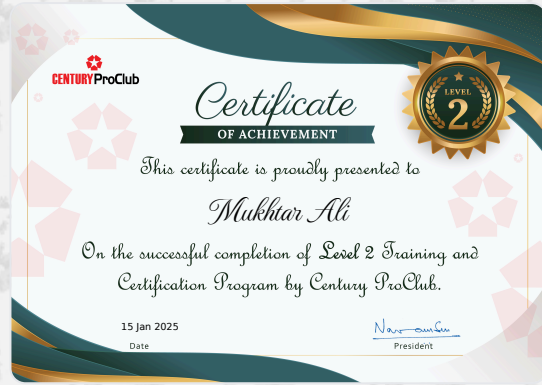 CENTURY ProClub
LEVEL
2
Certificate
OF ACHIEVEMENT
This certificate is proudly presented to
Mukhtar Ali
On the successful completion of Level 2 Training and
Certification Program by Century ProClub.
15 Jan 2025
Date
President